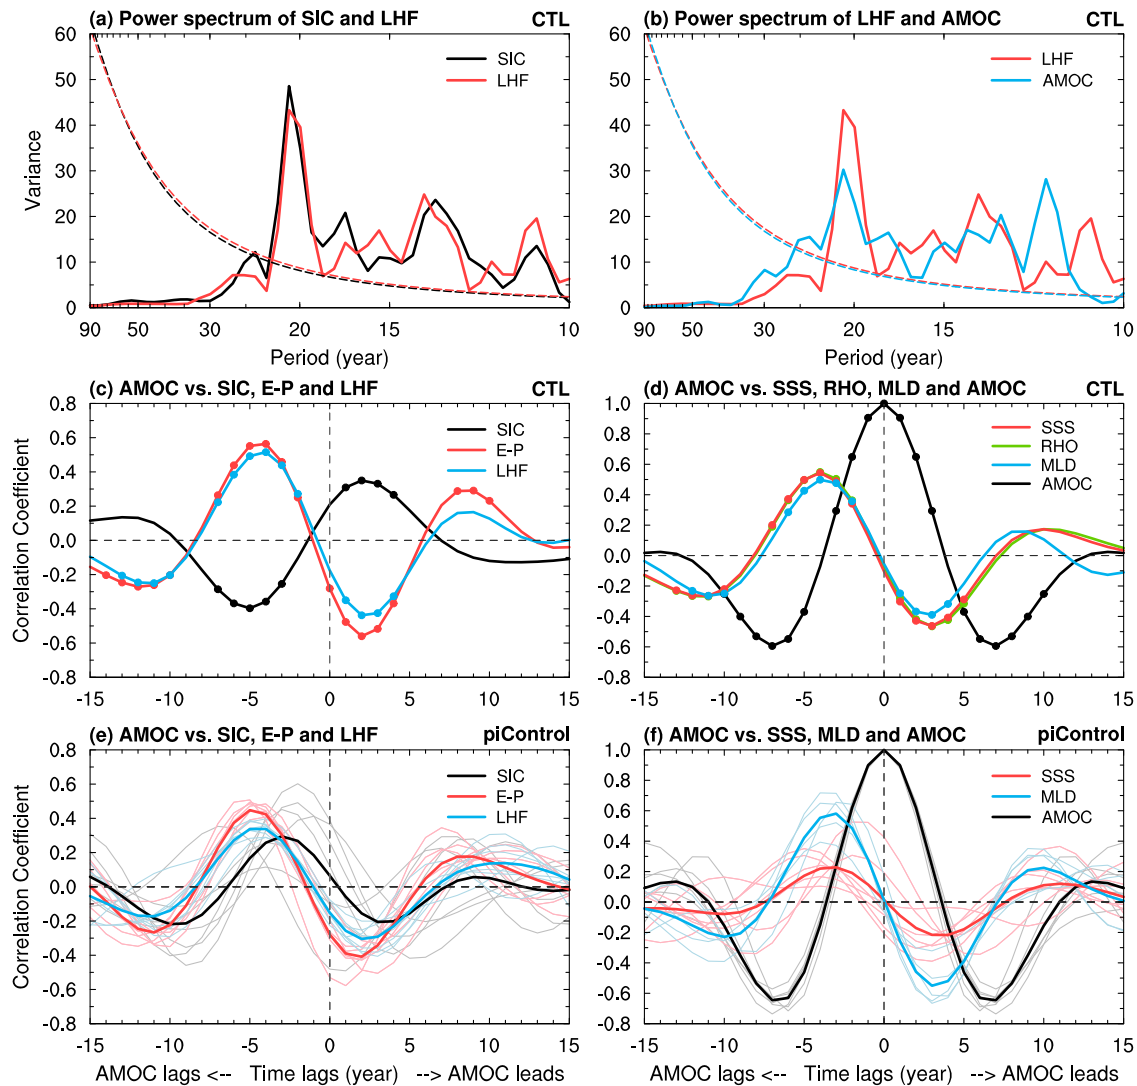 (a) Power spectrum of SIC and LHF CTL
60
50
40
30
20
10
0
Variance
SIC
LHF
90 50 30 20 15 10
Period (year)
(b) Power spectrum of LHF and AMOC CTL
60
50
40
30
20
10
0
LHF
AMOC
90 50 30 20 15 10
Period (year)
(c) AMOC vs. SIC, E-P and LHF CTL
0.8
0.6
0.4
0.2
0.0
-0.2
-0.4
-0.6
-0.8
Correlation Coefficient
SIC
E-P
LHF
-15 -10 -5 0 5 10 15
(d) AMOC vs. SSS, RHO, MLD and AMOC CTL
1.0
0.8
0.6
0.4
0.2
0.0
-0.2
-0.4
-0.6
-0.8
SSS
RHO
MLD
AMOC
-15 -10 -5 0 5 10 15
(e) AMOC vs. SIC, E-P and LHF piControl
0.8
0.6
0.4
0.2
0.0
-0.2
-0.4
-0.6
-0.8
Correlation Coefficient
SIC
E-P
LHF
-15 -10 -5 0 5 10 15
AMOC lags <-- Time lags (year) --> AMOC leads
(f) AMOC vs. SSS, MLD and AMOC piControl
1.0
0.8
0.6
0.4
0.2
0.0
-0.2
-0.4
-0.6
-0.8
SSS
MLD
AMOC
-15 -10 -5 0 5 10 15
AMOC lags <-- Time lags (year) --> AMOC leads